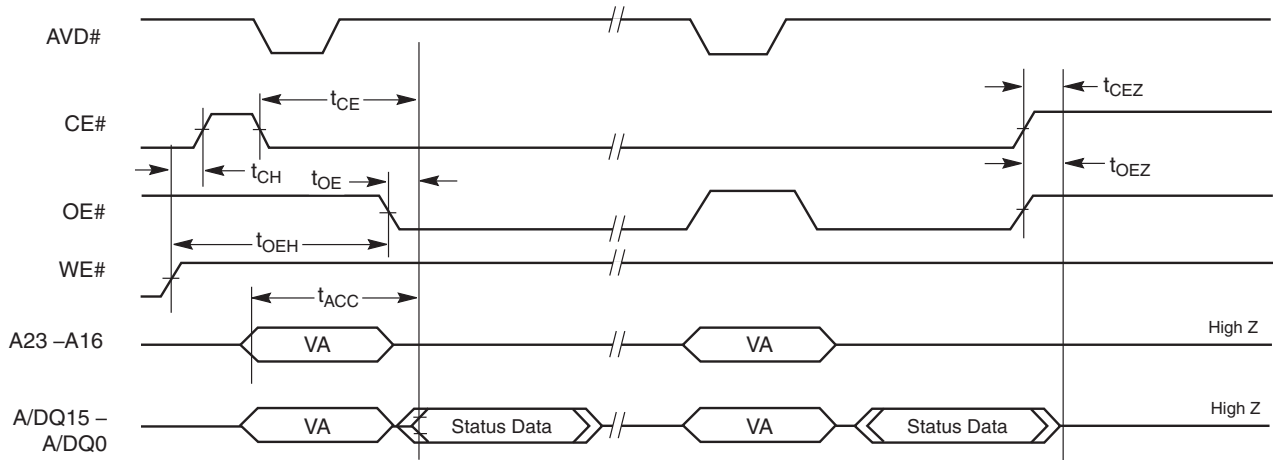 AVD#
tCE
tCEZ
CE#
tCH
tOE
tOEZ
OE#
tOEH
WE#
tACC
A23 –A16
VA
VA
High Z
A/DQ15 –
A/DQ0
VA
Status Data
VA
Status Data
High Z